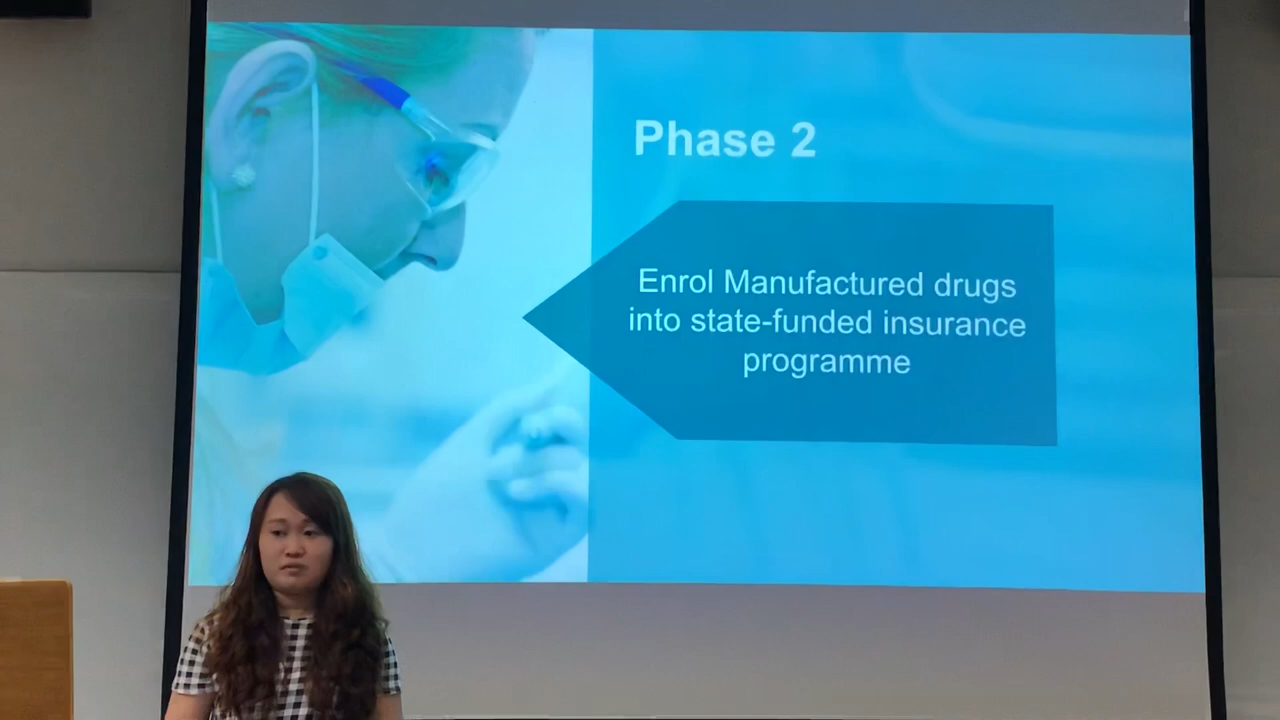 Phase 2
Enrol Manufactured drugs
into state-funded insurance
programme